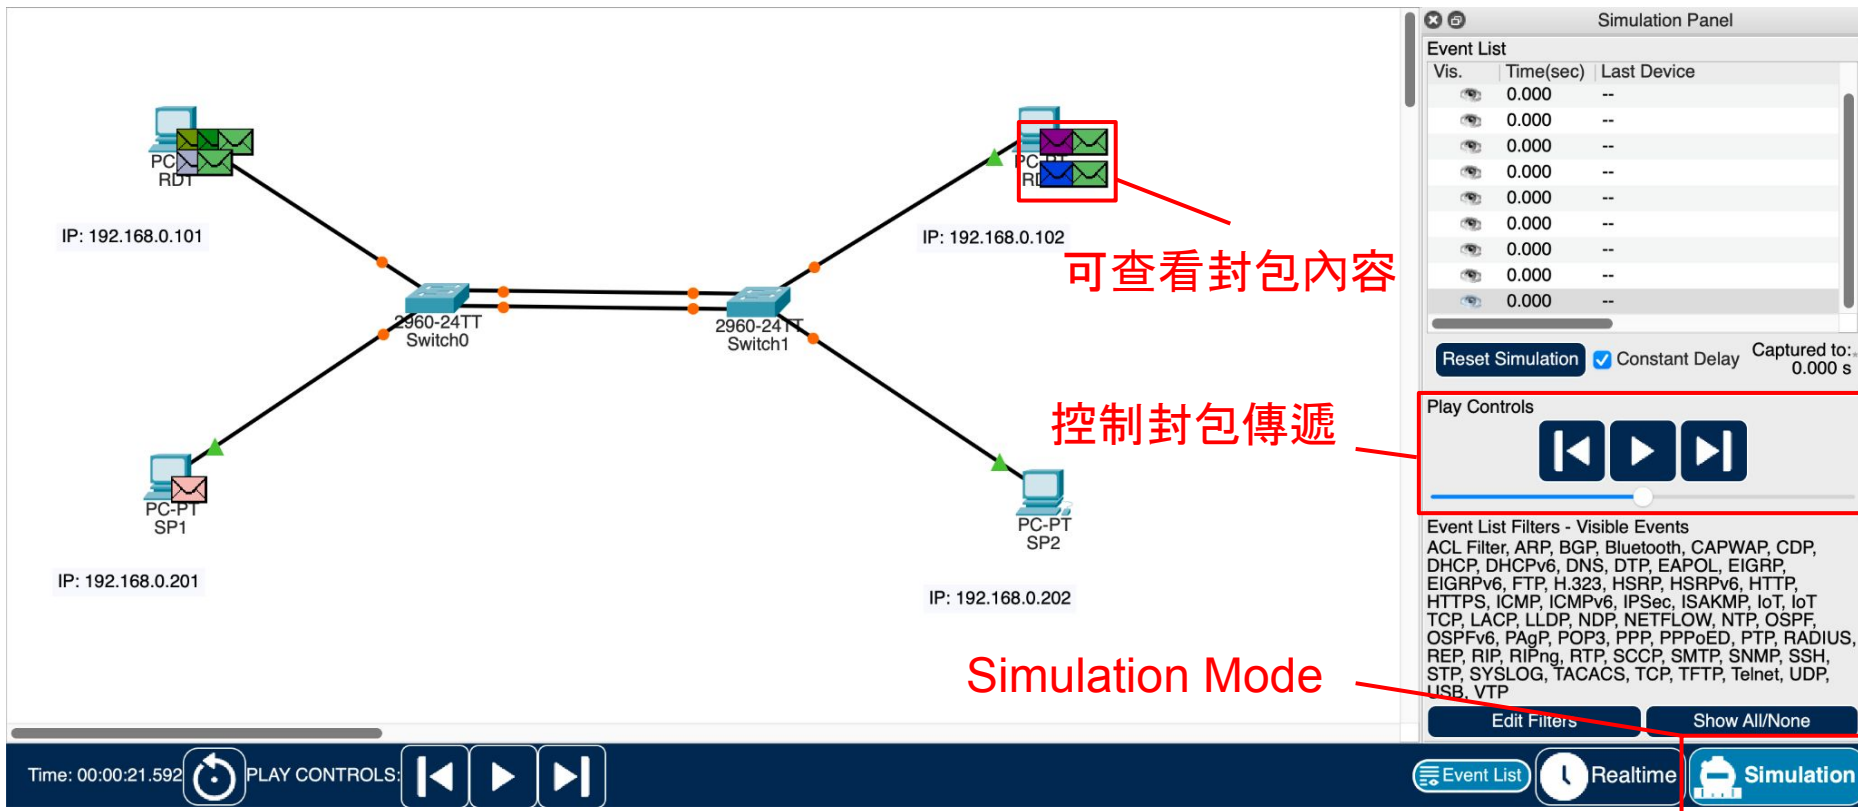 Simulation Panel
Event List
Vis. Time(sec) Last Device
0.000 --
0.000 --
0.000 --
0.000 --
0.000 --
0.000 --
0.000 --
0.000 --
0.000 --
Reset Simulation Constant Delay Captured to:
0.000 s
Play Controls
Event List Filters - Visible Events
ACL Filter, ARP, BGP, Bluetooth, CAPWAP, CDP,
DHCP, DHCPv6, DNS, DTP, EAPOL, EIGRP,
EIGRPv6, FTP, H.323, HSRP, HSRPv6, HTTP,
HTTPS, ICMP, ICMPv6, IPSec, ISAKMP, IoT, IoT
TCP, LACP, LLDP, NDP, NETFLOW, NTP, OSPF,
OSPFv6, PAgP, POP3, PPP, PPPoED, PTP, RADIUS,
REP, RIP, RIPng, RTP, SCCP, SMTP, SNMP, SSH,
STP, SYSLOG, TACACS, TCP, TFTP, Telnet, UDP,
USB, VTP
Edit Filters Show All/None
RD1
IP: 192.168.0.101
PC-PT
IP: 192.168.0.102
可查看封包內容
2960-24TT
Switch0
2960-24TT
Switch1
控制封包傳遞
PC-PT
SP1
IP: 192.168.0.201
PC-PT
SP2
IP: 192.168.0.202
Simulation Mode
Time: 00:00:21.592 PLAY CONTROLS:
Event List Realtime Simulation